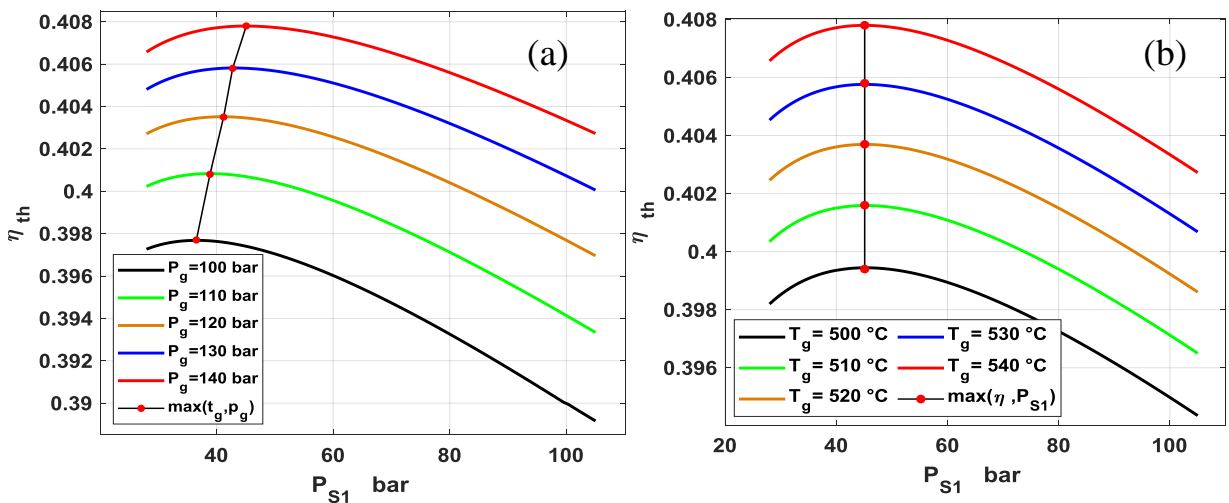 (a)
0.408
0.406
0.404
0.402
0.4
0.398
0.396
0.394
0.392
0.39
η th
P_g=100 bar
P_g=110 bar
P_g=120 bar
P_g=130 bar
P_g=140 bar
max(t_g,p_g)
40 60 80 100
P_S1 bar
(b)
0.408
0.406
0.404
0.402
0.4
0.398
0.396
η th
T_g= 500 °C T_g= 530 °C
T_g= 510 °C T_g= 540 °C
T_g= 520 °C max(η ,P_S1)
20 40 60 80 100
P_S1 bar